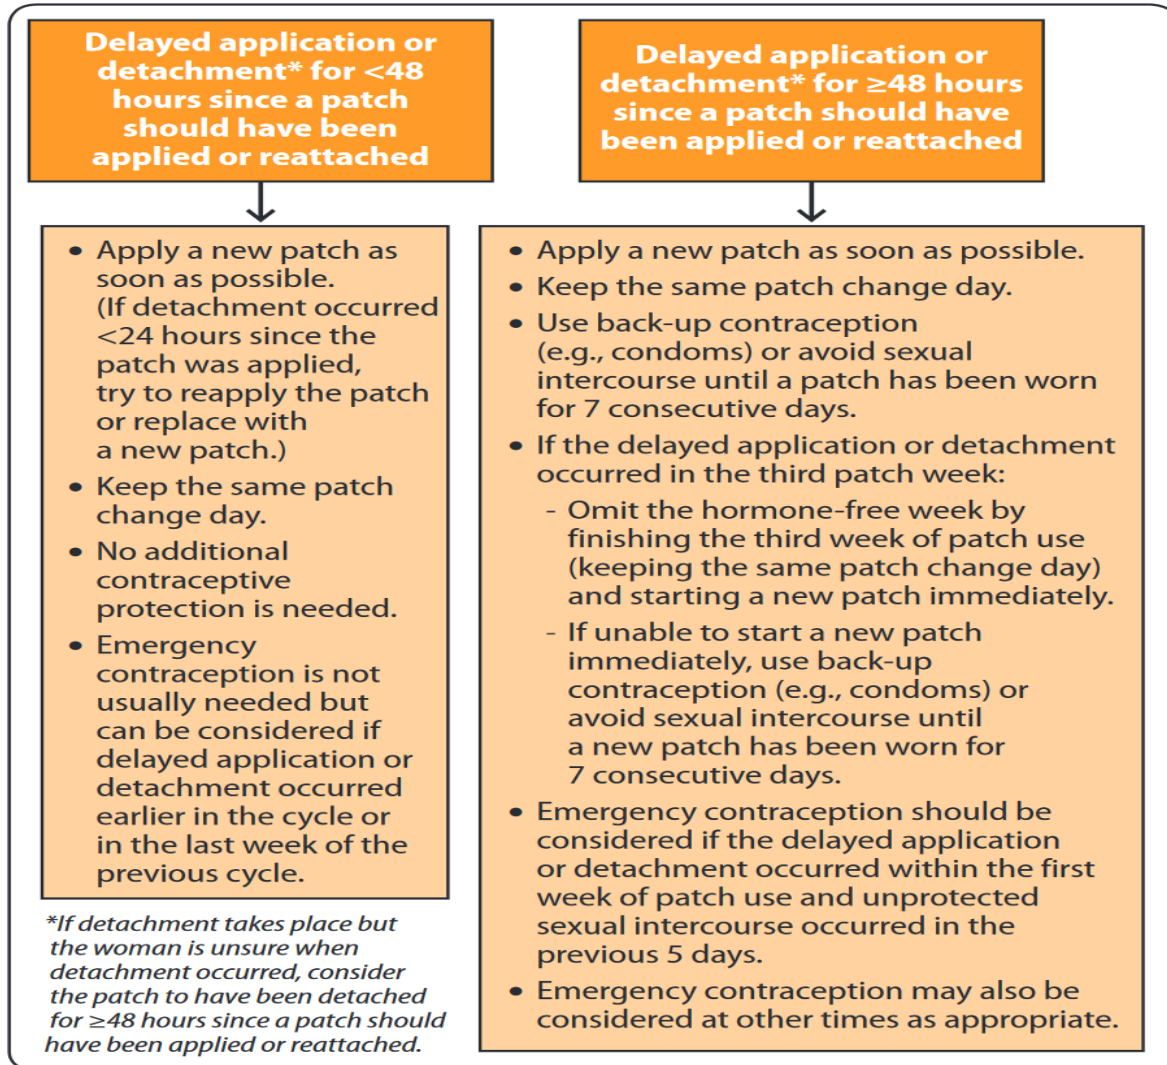 Delayed application or
detachment* for <48
hours since a patch
should have been
applied or reattached
• Apply a new patch as
soon as possible.
(If detachment occurred
<24 hours since the
patch was applied,
try to reapply the patch
or replace with
a new patch.)
• Keep the same patch
change day.
• No additional
contraceptive
protection is needed.
• Emergency
contraception is not
usually needed but
can be considered if
delayed application or
detachment occurred
earlier in the cycle or
in the last week of the
previous cycle.
*If detachment takes place but
the woman is unsure when
detachment occurred, consider
the patch to have been detached
for ≥48 hours since a patch should
have been applied or reattached.
Delayed application or
detachment* for ≥48 hours
since a patch should have
been applied or reattached
• Apply a new patch as soon as possible.
• Keep the same patch change day.
• Use back-up contraception
(e.g., condoms) or avoid sexual
intercourse until a patch has been worn
for 7 consecutive days.
• If the delayed application or detachment
occurred in the third patch week:
- Omit the hormone-free week by
finishing the third week of patch use
(keeping the same patch change day)
and starting a new patch immediately.
- If unable to start a new patch
immediately, use back-up
contraception (e.g., condoms) or
avoid sexual intercourse until
a new patch has been worn for
7 consecutive days.
• Emergency contraception should be
considered if the delayed application
or detachment occurred within the first
week of patch use and unprotected
sexual intercourse occurred in the
previous 5 days.
• Emergency contraception may also be
considered at other times as appropriate.